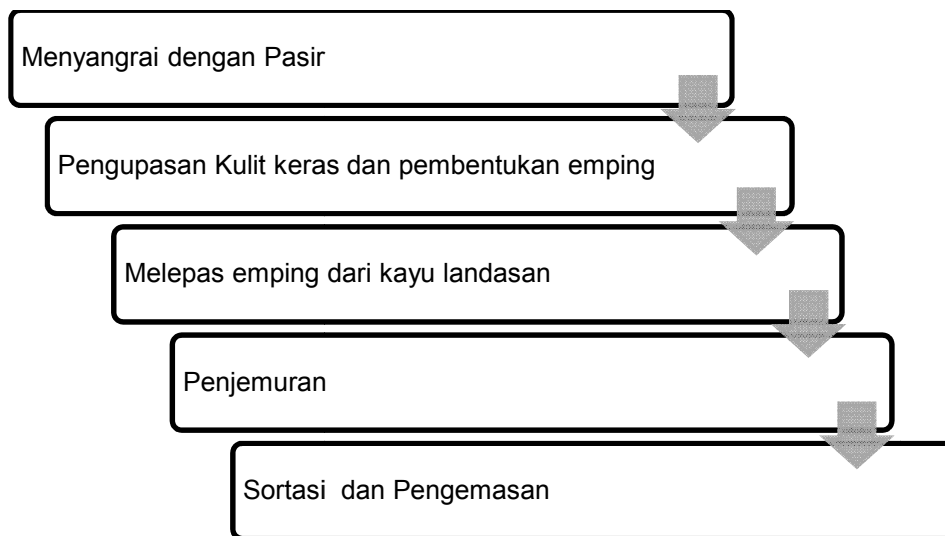 Menyangrai dengan Pasir
Pengupasan Kulit keras dan pembentukan emping
Melepas emping dari kayu landasan
Penjemuran
Sortasi  dan Pengemasan